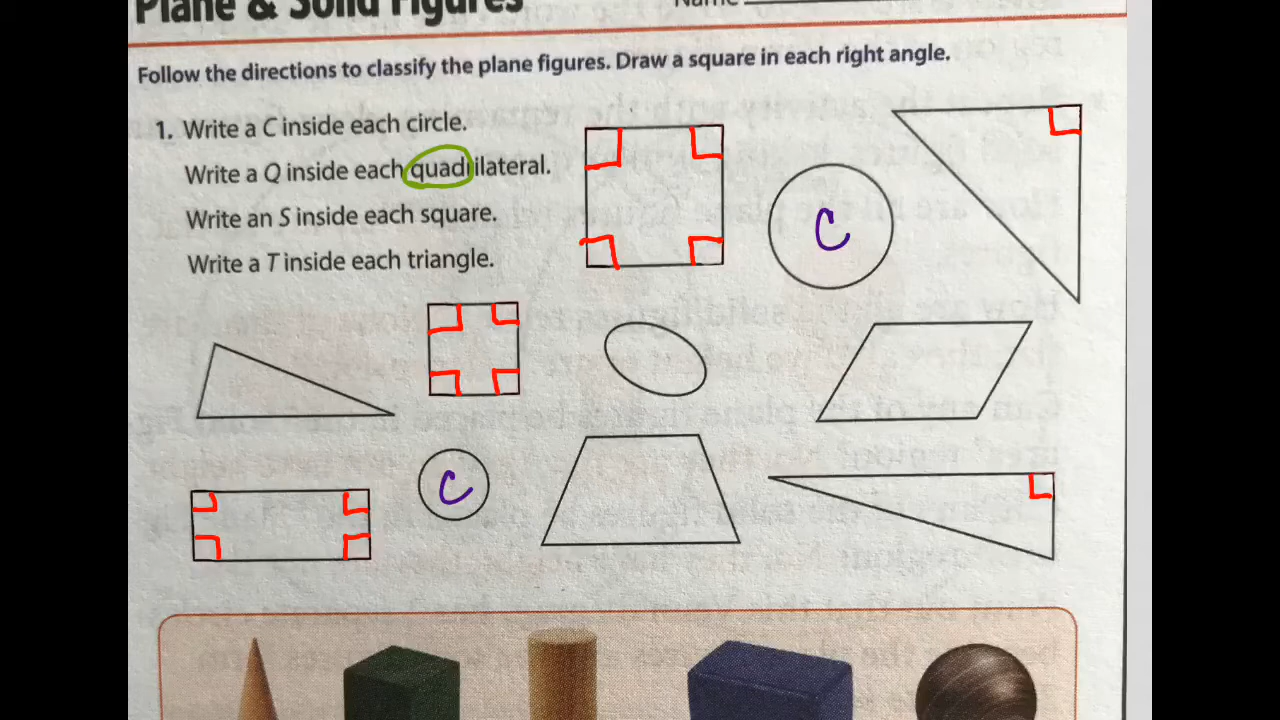 Plane & Solid Figures
Name
Follow the directions to classify the plane figures. Draw a square in each right angle.
1. Write a C inside each circle.
Write a Q inside each quadrilateral.
Write an S inside each square.
Write a T inside each triangle.
C
C